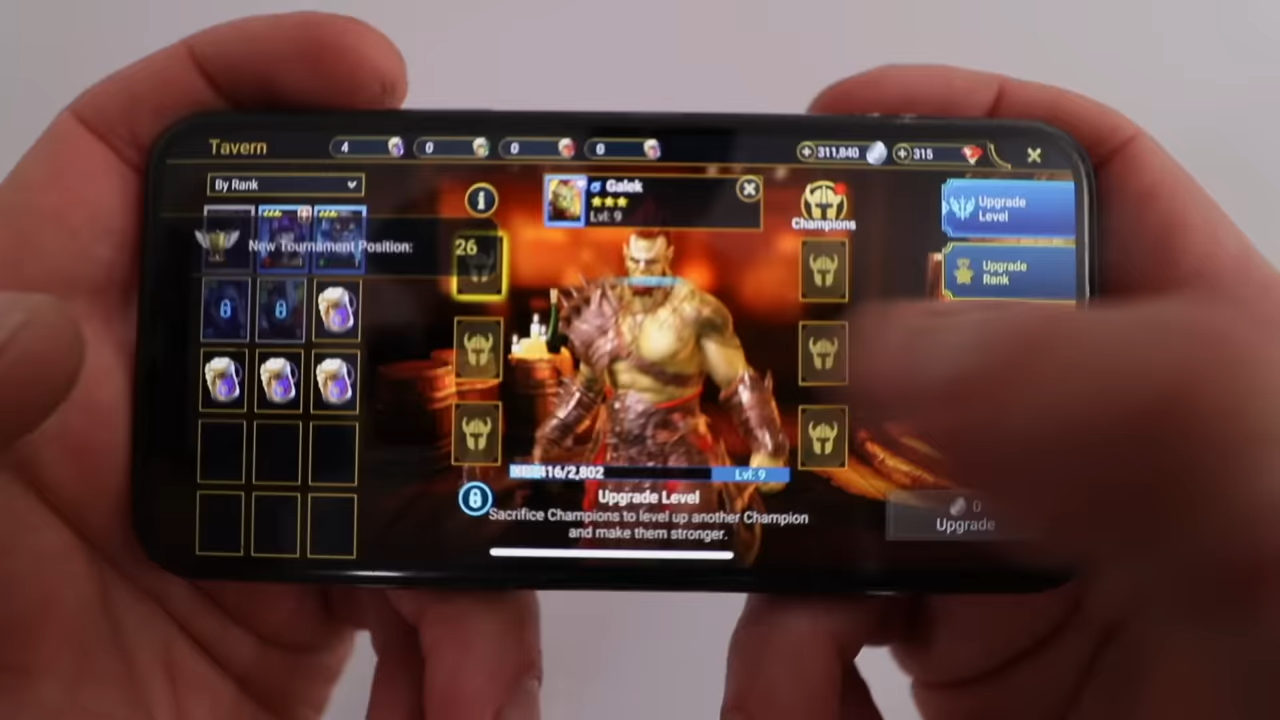 Tavern
4
0
0
0
311,840
315
By Rank
Galek
Lvl: 9
Champions
Upgrade
Level
New Tournament Position:
26
Upgrade
Rank
416/2,802
Lvl: 9
Upgrade Level
Sacrifice Champions to level up another Champion
and make them stronger.
0
Upgrade